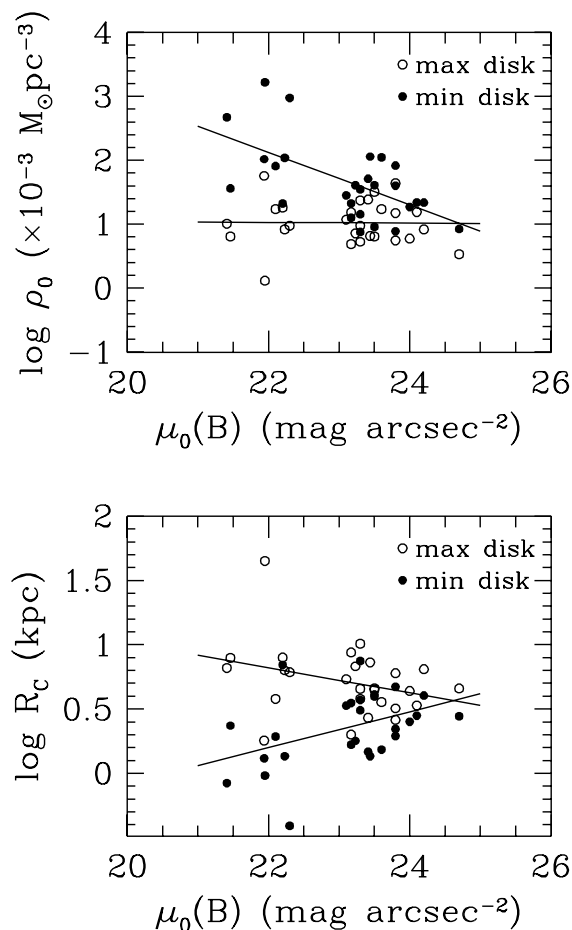 4
3
2
1
0
−1
log ρ₀ (×10⁻³ M⊙pc⁻³)
max disk
min disk
20 22 24 26
μ₀(B) (mag arcsec⁻²)
2
1.5
1
0.5
0
log R_C (kpc)
max disk
min disk
20 22 24 26
μ₀(B) (mag arcsec⁻²)